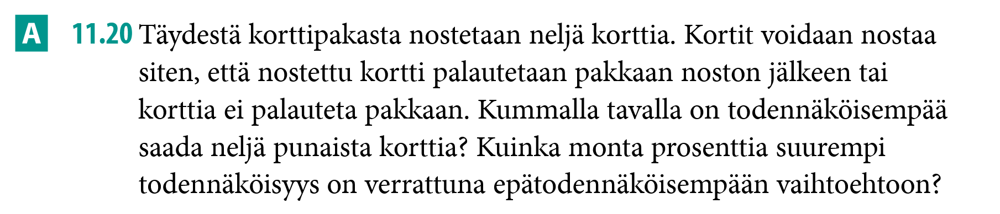 A 11.20 Täydestä korttipakasta nostetaan neljä korttia. Kortit voidaan nostaa
siten, että nostettu kortti palautetaan pakkaan noston jälkeen tai
korttia ei palauteta pakkaan. Kummalla tavalla on todennäköisempää
saada neljä punaista korttia? Kuinka monta prosenttia suurempi
todennäköisyys on verrattuna epätodennäköisempään vaihtoehtoon?